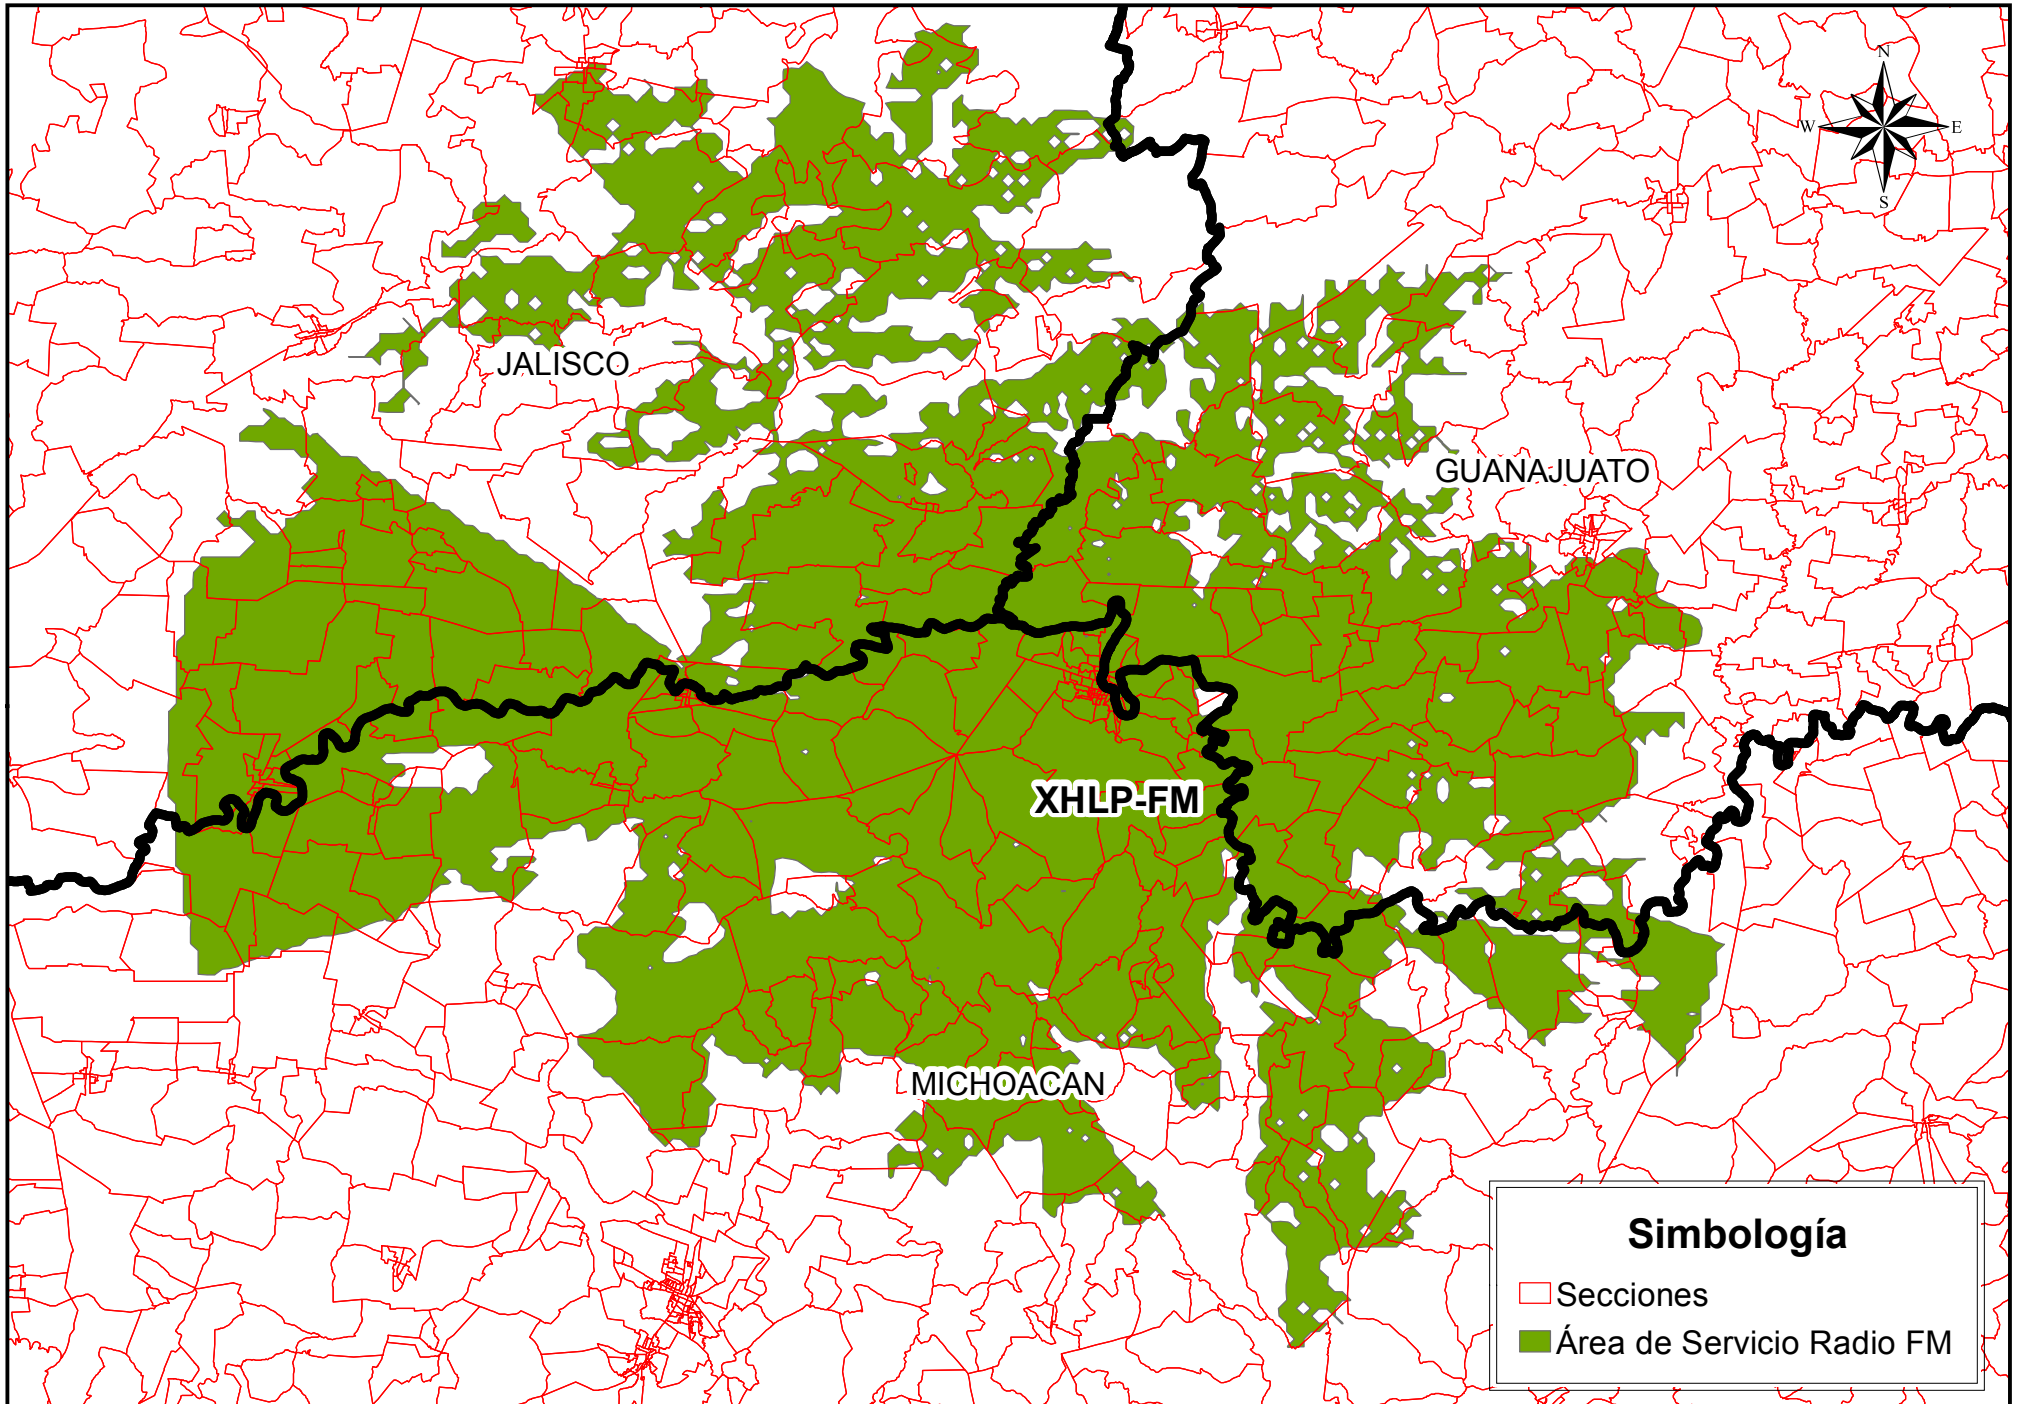 N
W E
S
JALISCO
GUANAJUATO
XHLP-FM
MICHOACAN
Simbología
Secciones
Área de Servicio Radio FM